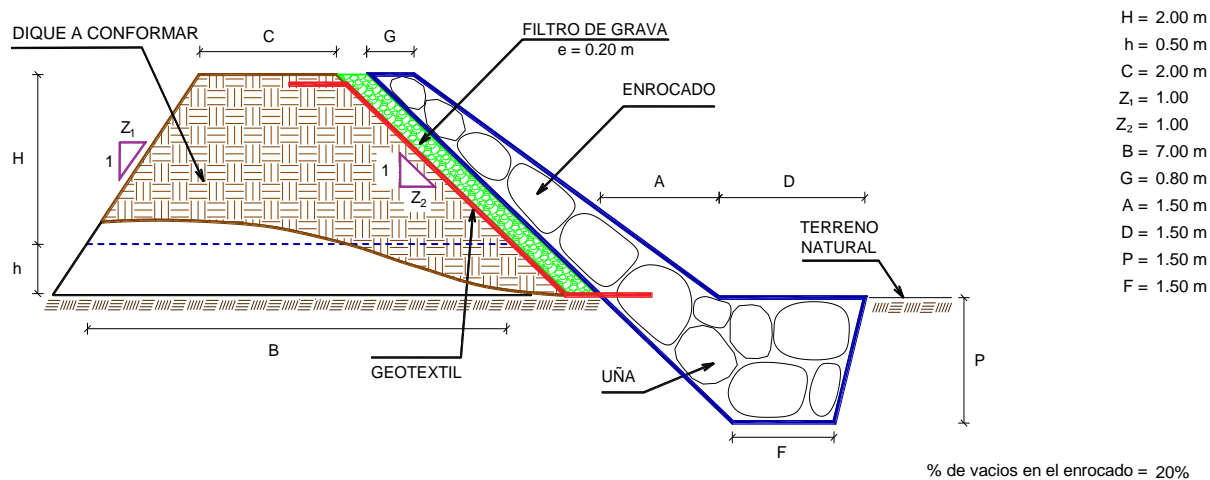 DIQUE A CONFORMAR
C
G
FILTRO DE GRAVA
e = 0.20 m
ENROCADO
H
Z₁
1
1
Z₂
A
D
TERRENO
NATURAL
h
B
GEOTEXTIL
UÑA
P
F
H = 2.00 m
h = 0.50 m
C = 2.00 m
Z₁ = 1.00
Z₂ = 1.00
B = 7.00 m
G = 0.80 m
A = 1.50 m
D = 1.50 m
P = 1.50 m
F = 1.50 m
% de vacios en el enrocado = 20%